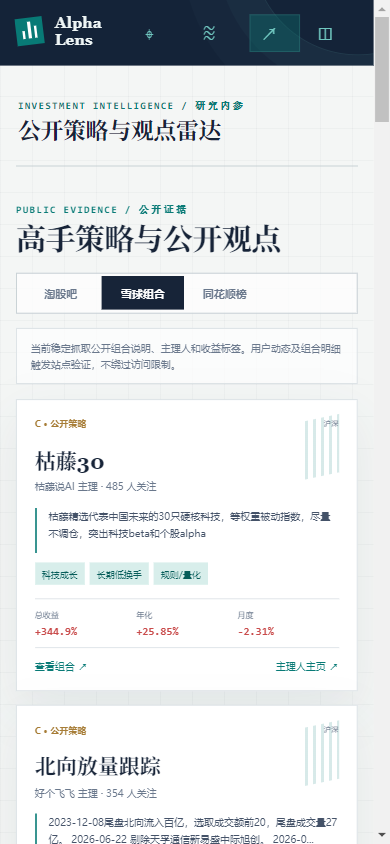 Alpha
Lens
INVESTMENT INTELLIGENCE / 研究内参
公开策略与观点雷达
PUBLIC EVIDENCE / 公开证据
高手策略与公开观点
淘股吧 雪球组合 同花顺榜
当前稳定抓取公开组合说明、主理人和收益标签。用户动态及组合明细
触发站点验证，不绕过访问限制。
C • 公开策略 沪深
枯藤30
枯藤说AI 主理 · 485 人关注
枯藤精选代表中国未来的30只硬核科技，等权重被动指数，尽量
不调仓，突出科技beta和个股alpha
科技成长 长期低换手 规则/量化
总收益 年化 月度
+344.9% +25.85% -2.31%
查看组合 ↗ 主理人主页 ↗
C • 公开策略 沪深
北向放量跟踪
好个飞飞 主理 · 354 人关注
2023-12-08尾盘北向流入百亿，选取成交额前20，尾盘成交量27
亿。 2026-06-22 剔除天孚通信新易盛中际旭创。 2026-0...